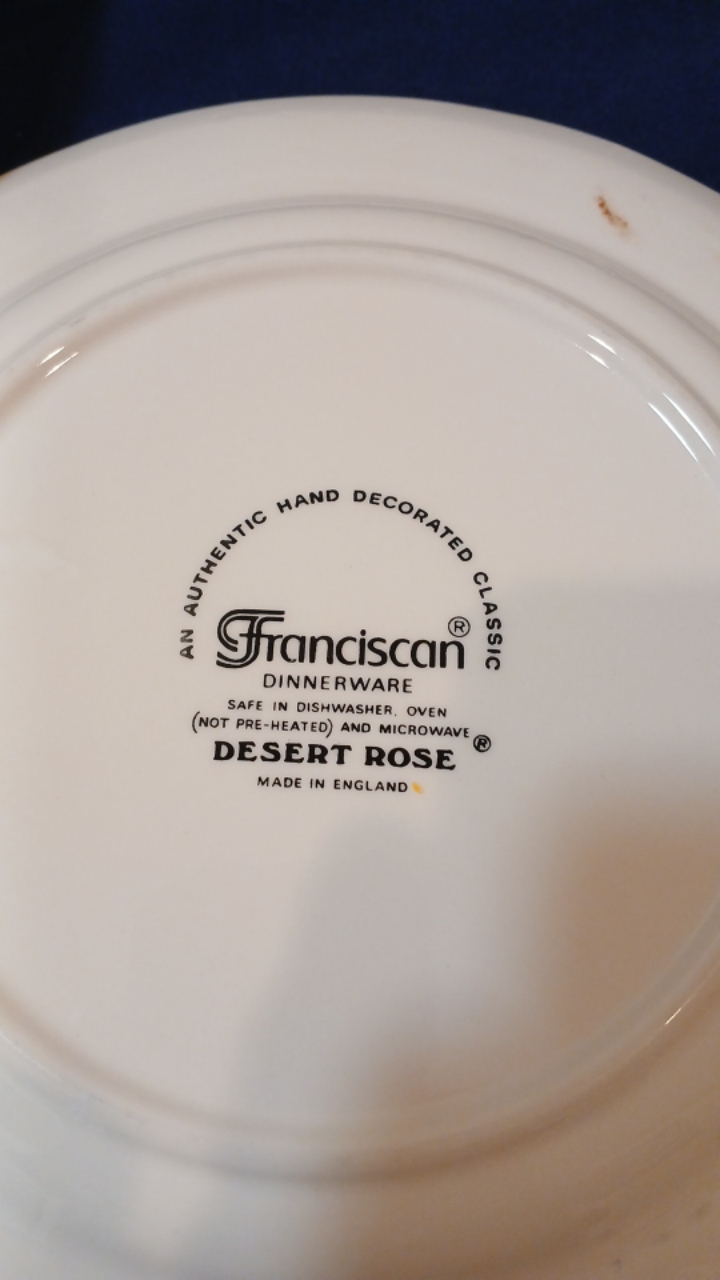 AN AUTHENTIC HAND DECORATED CLASSIC
Franciscan®
DINNERWARE
SAFE IN DISHWASHER, OVEN
(NOT PRE-HEATED) AND MICROWAVE
DESERT ROSE®
MADE IN ENGLAND